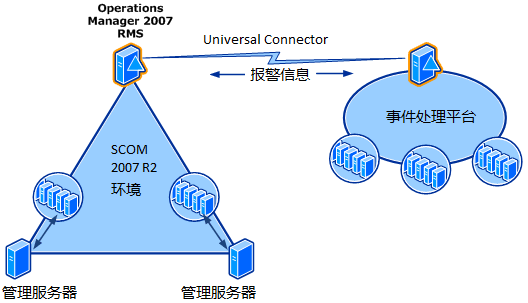 Operations
Manager 2007
RMS
Universal Connector
报警信息
事件处理平台
SCOM
2007 R2
环境
管理服务器
管理服务器